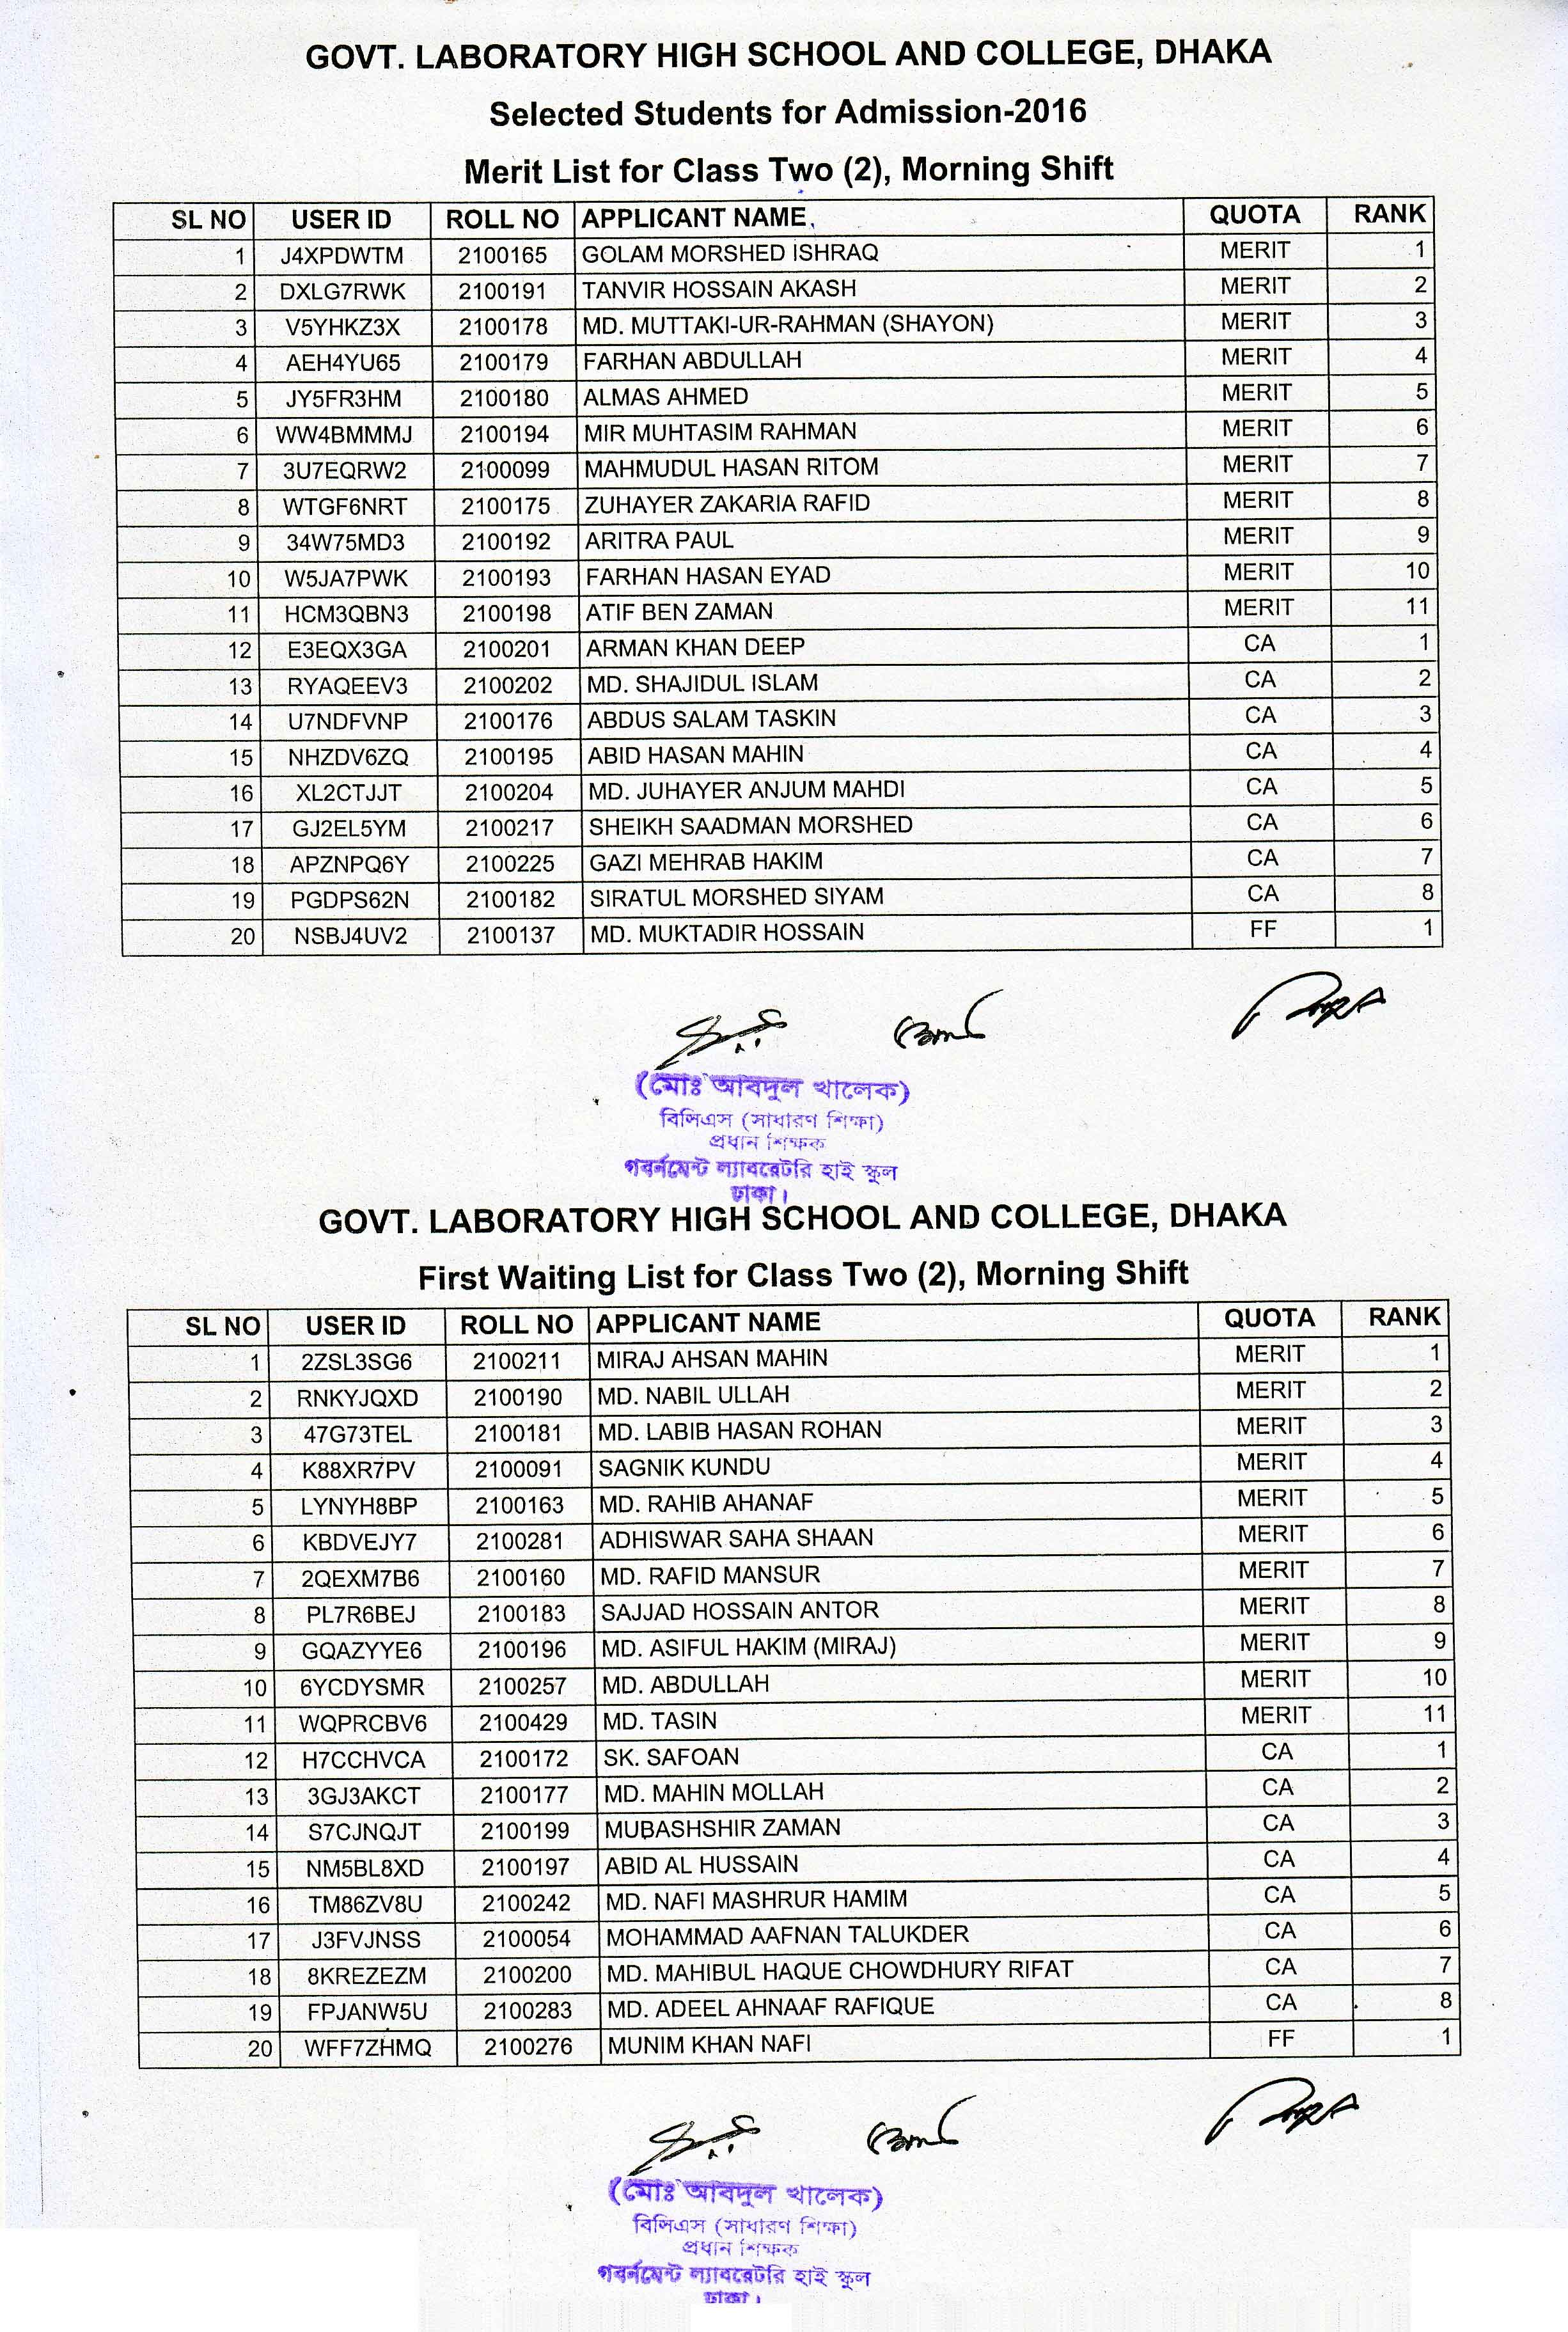 GOVT. LABORATORY HIGH SCHOOL AND COLLEGE, DHAKA
Selected Students for Admission-2016
Merit List for Class Two (2), Morning Shift
SL NO USER ID ROLL NO APPLICANT NAME QUOTA RANK
1 J4XPDWTM 2100165 GOLAM MORSHED ISHRAQ MERIT 1
2 DXLG7RWK 2100191 TANVIR HOSSAIN AKASH MERIT 2
3 V5YHKZ3X 2100178 MD. MUTTAKI-UR-RAHMAN (SHAYON) MERIT 3
4 AEH4YU65 2100179 FARHAN ABDULLAH MERIT 4
5 JY5FR3HM 2100180 ALMAS AHMED MERIT 5
6 WW4BMMMJ 2100194 MIR MUHTASIM RAHMAN MERIT 6
7 3U7EQRW2 2100099 MAHMUDUL HASAN RITOM MERIT 7
8 WTGF6NRT 2100175 ZUHAYER ZAKARIA RAFID MERIT 8
9 34W75MD3 2100192 ARITRA PAUL MERIT 9
10 W5JA7PWK 2100193 FARHAN HASAN EYAD MERIT 10
11 HCM3QBN3 2100198 ATIF BEN ZAMAN MERIT 11
12 E3EQX3GA 2100201 ARMAN KHAN DEEP CA 1
13 RYAQEEV3 2100202 MD. SHAJIDUL ISLAM CA 2
14 U7NDFVNP 2100176 ABDUS SALAM TASKIN CA 3
15 NHZDV6ZQ 2100195 ABID HASAN MAHIN CA 4
16 XL2CTJJT 2100204 MD. JUHAYER ANJUM MAHDI CA 5
17 GJ2EL5YM 2100217 SHEIKH SAADMAN MORSHED CA 6
18 APZNPQ6Y 2100225 GAZI MEHRAB HAKIM CA 7
19 PGDPS62N 2100182 SIRATUL MORSHED SIYAM CA 8
20 NSBJ4UV2 2100137 MD. MUKTADIR HOSSAIN FF 1
(মোঃ আবদুল খালেক)
বিসিএস (সাধারণ শিক্ষা)
প্রধান শিক্ষক
গবর্নমেন্ট ল্যাবরেটরি হাই স্কুল
ঢাকা।
GOVT. LABORATORY HIGH SCHOOL AND COLLEGE, DHAKA
First Waiting List for Class Two (2), Morning Shift
SL NO USER ID ROLL NO APPLICANT NAME QUOTA RANK
1 2ZSL3SG6 2100211 MIRAJ AHSAN MAHIN MERIT 1
2 RNKYJQXD 2100190 MD. NABIL ULLAH MERIT 2
3 47G73TEL 2100181 MD. LABIB HASAN ROHAN MERIT 3
4 K88XR7PV 2100091 SAGNIK KUNDU MERIT 4
5 LYNYH8BP 2100163 MD. RAHIB AHANAF MERIT 5
6 KBDVEJY7 2100281 ADHISWAR SAHA SHAAN MERIT 6
7 2QEXM7B6 2100160 MD. RAFID MANSUR MERIT 7
8 PL7R6BEJ 2100183 SAJJAD HOSSAIN ANTOR MERIT 8
9 GQAZYYE6 2100196 MD. ASIFUL HAKIM (MIRAJ) MERIT 9
10 6YCDYSMR 2100257 MD. ABDULLAH MERIT 10
11 WQPRCBV6 2100429 MD. TASIN MERIT 11
12 H7CCHVCA 2100172 SK. SAFOAN CA 1
13 3GJ3AKCT 2100177 MD. MAHIN MOLLAH CA 2
14 S7CJNQJT 2100199 MUBASHSHIR ZAMAN CA 3
15 NM5BL8XD 2100197 ABID AL HUSSAIN CA 4
16 TM86ZV8U 2100242 MD. NAFI MASHRUR HAMIM CA 5
17 J3FVJNSS 2100054 MOHAMMAD AAFNAN TALUKDER CA 6
18 8KREZEZM 2100200 MD. MAHIBUL HAQUE CHOWDHURY RIFAT CA 7
19 FPJANW5U 2100283 MD. ADEEL AHNAAF RAFIQUE CA 8
20 WFF7ZHMQ 2100276 MUNIM KHAN NAFI FF 1
(মোঃ আবদুল খালেক)
বিসিএস (সাধারণ শিক্ষা)
প্রধান শিক্ষক
গবর্নমেন্ট ল্যাবরেটরি হাই স্কুল
ঢাকা।